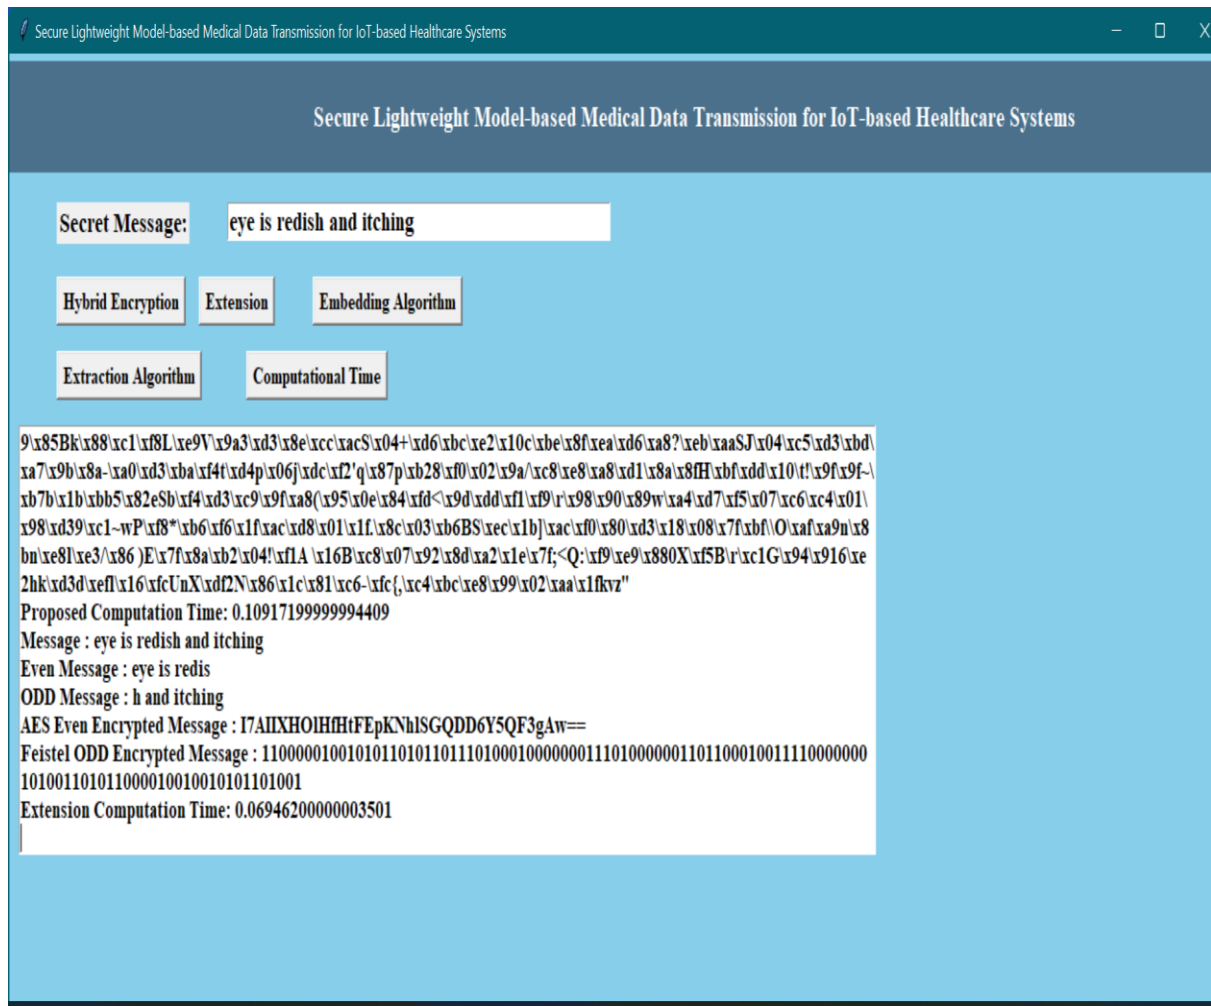 Secure Lightweight Model-based Medical Data Transmission for IoT-based Healthcare Systems
Secure Lightweight Model-based Medical Data Transmission for IoT-based Healthcare Systems
Secret Message: eye is redish and itching
Hybrid Encryption Extension Embedding Algorithm
Extraction Algorithm Computational Time
9\x85Bk\x88\xc1\xf8L\xe9V\x9a3\xd3\x8e\xcc\xacS\x04+\xd6\xbc\xe2\x10c\xbe\x8f\xea\xd6\xa8?\xeb\xaaSJ\x04\xc5\xd3\xbd\
xa7\x9b\x8a-\xa0\xd3\xba\xf4t\xd4p\x06j\xdc\xf2'q\x87p\xb28\xf0\x02\x9a/\xc8\xe8\xa8\xd1\x8a\x8fH\xbf\xdd\x10\t!\x9f\x9f~\
xb7b\x1b\xbb5\x82eSb\xf4\xd3\xc9\x9f\xa8(\x95\x0e\x84\xfd<\x9d\xdd\xf1\xf9\r\x98\x90\x89w\xa4\xd7\xf5\x07\xc6\xc4\x01\
x98\xd39\xc1~wP\xf8*\xb6\xf6\x1f\xac\xd8\x01\x1f.\x8c\x03\xb6BS\xec\x1b]\xac\xf0\x80\xd3\x18\x08\x7f\xbf\\O\xaf\xa9n\x8
bn\xe8l\xe3/\x86 )E\x7f\x8a\xb2\x04!\xf1A \x16B\xc8\x07\x92\x8d\xa2\x1e\x7f;<Q:\xf9\xe9\x880X\xf5B\r\xc1G\x94\x916\xe
2hk\xd3d\xefl\x16\xfcUnX\xdf2N\x86\x1c\x81\xc6-\xfc{,\xc4\xbc\xe8\x99\x02\xaa\x1fkvz"
Proposed Computation Time: 0.10917199999994409
Message : eye is redish and itching
Even Message : eye is redis
ODD Message : h and itching
AES Even Encrypted Message : I7AIIXHOlHfHtFEpKNhlSGQDD6Y5QF3gAw==
Feistel ODD Encrypted Message : 1100000100101011010110111010001000000011101000000110110001001111000000​0
101001101011000010010010101101001
Extension Computation Time: 0.06946200000003501